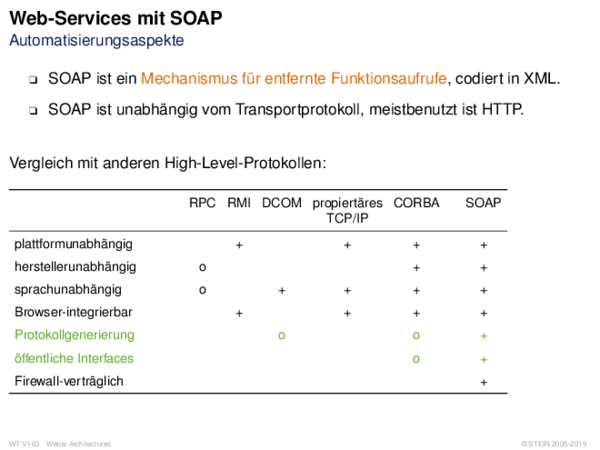 Web-Services mit SOAP
Automatisierungsaspekte
❑ SOAP ist ein Mechanismus für entfernte Funktionsaufrufe, codiert in XML.
❑ SOAP ist unabhängig vom Transportprotokoll, meistbenutzt ist HTTP.
Vergleich mit anderen High-Level-Protokollen:
RPC RMI DCOM propiertäres CORBA SOAP
TCP/IP
plattformunabhängig + + + +
herstellerunabhängig o + +
sprachunabhängig o + + + +
Browser-integrierbar + + + +
Protokollgenerierung o o +
öffentliche Interfaces o +
Firewall-verträglich +
WT:VI-63 Webis Architectures © STEIN 2005-2019